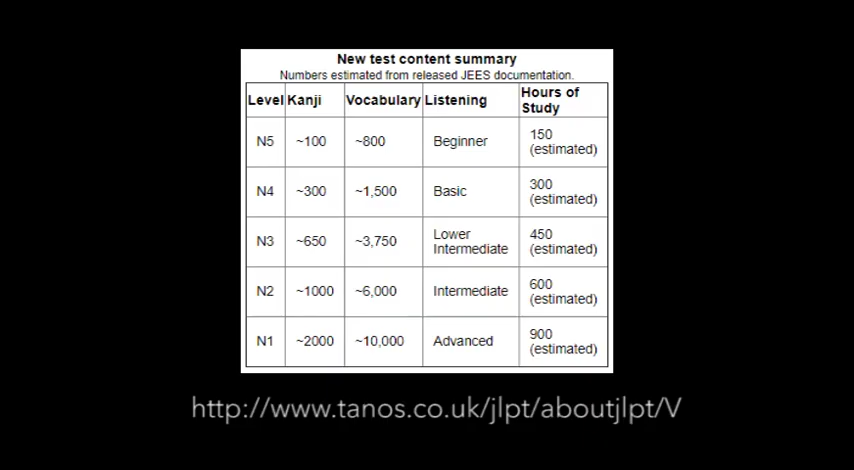 New test content summary
Numbers estimated from released JEES documentation.
Level Kanji Vocabulary Listening Hours of Study
N5 ~100 ~800 Beginner 150 (estimated)
N4 ~300 ~1,500 Basic 300 (estimated)
N3 ~650 ~3,750 Lower Intermediate 450 (estimated)
N2 ~1000 ~6,000 Intermediate 600 (estimated)
N1 ~2000 ~10,000 Advanced 900 (estimated)
http://www.tanos.co.uk/jlpt/aboutjlpt/V